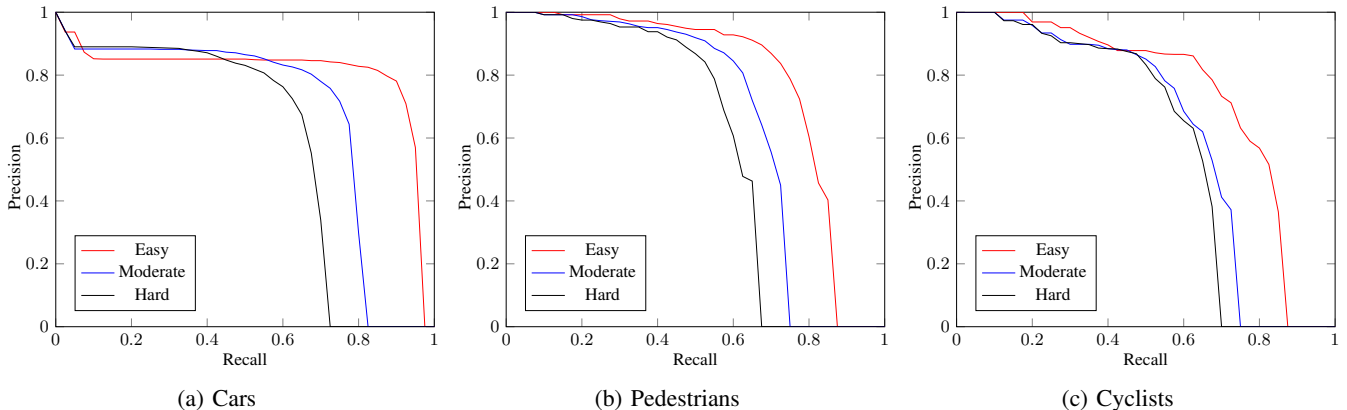 1
0.8
0.6
0.4
0.2
0
Precision
Easy
Moderate
Hard
0 0.2 0.4 0.6 0.8 1
Recall
(a) Cars
1
0.8
0.6
0.4
0.2
0
Precision
Easy
Moderate
Hard
0 0.2 0.4 0.6 0.8 1
Recall
(b) Pedestrians
1
0.8
0.6
0.4
0.2
0
Precision
Easy
Moderate
Hard
0 0.2 0.4 0.6 0.8 1
Recall
(c) Cyclists